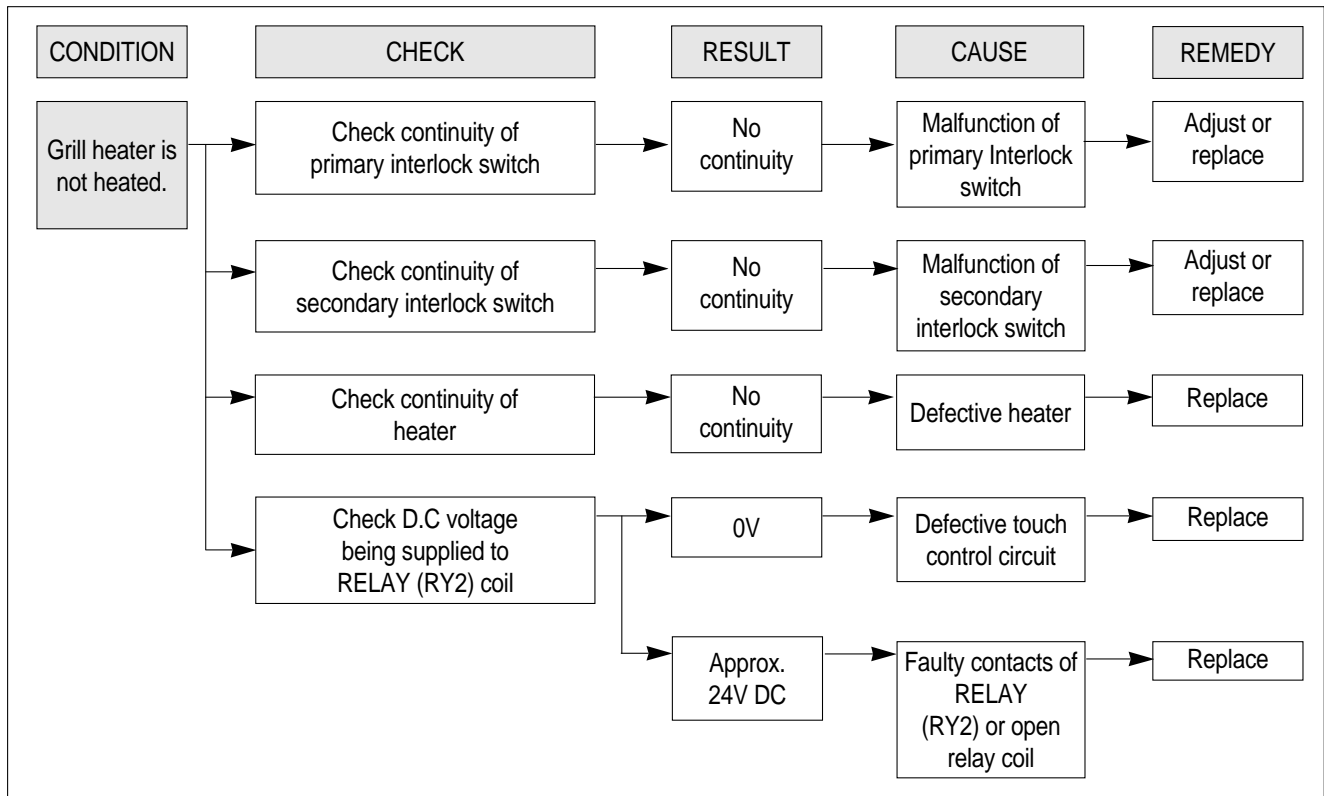 CONDITION
CHECK
RESULT
CAUSE
REMEDY
Grill heater is
not heated.
Check continuity of
primary interlock switch
No
continuity
Malfunction of
primary Interlock
switch
Adjust or
replace
Check continuity of
secondary interlock switch
No
continuity
Malfunction of
secondary
interlock switch
Adjust or
replace
Check continuity of
heater
No
continuity
Defective heater
Replace
Check D.C voltage
being supplied to
RELAY (RY2) coil
0V
Defective touch
control circuit
Replace
Approx.
24V DC
Faulty contacts of
RELAY
(RY2) or open
relay coil
Replace